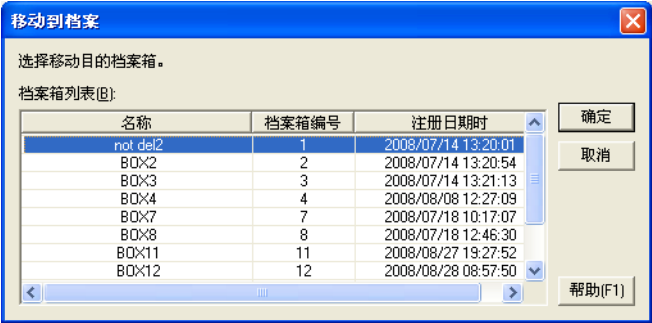 移动到档案
选择移动目的档案箱。
档案箱列表(B):
名称 档案箱编号 注册日期时
not del2 1 2008/07/14 13:20:01
BOX2 2 2008/07/14 13:20:54
BOX3 3 2008/07/14 13:21:13
BOX4 4 2008/08/08 12:27:09
BOX7 7 2008/07/18 10:17:07
BOX8 8 2008/07/18 12:46:30
BOX11 11 2008/08/27 19:27:52
BOX12 12 2008/08/28 08:57:50
确定
取消
帮助(F1)